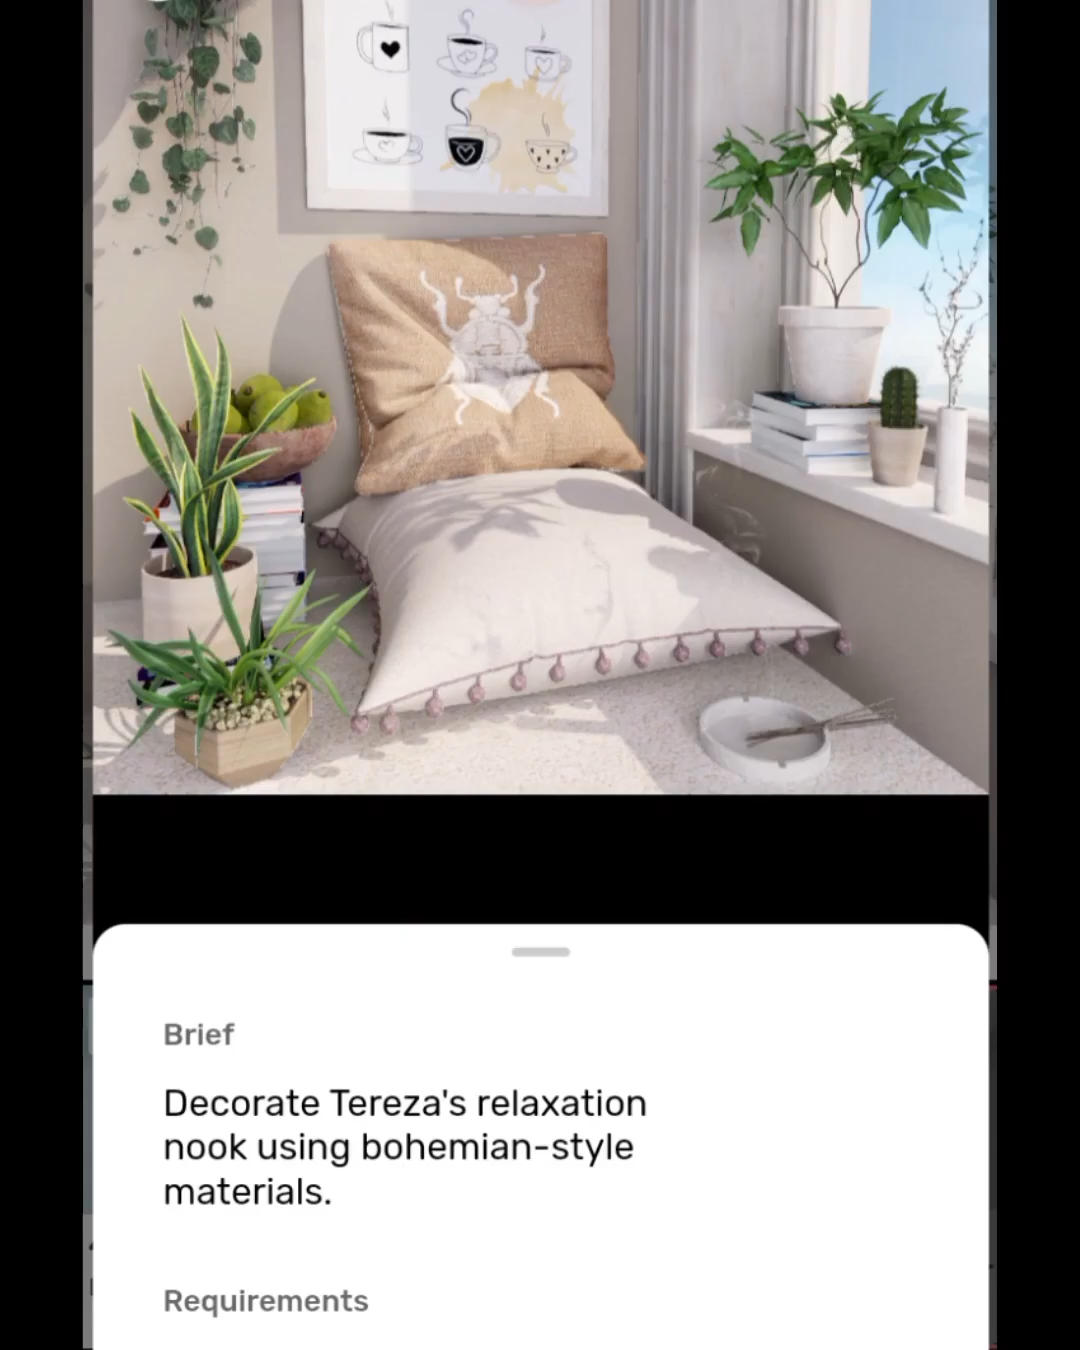 Brief
Decorate Tereza's relaxation
nook using bohemian-style
materials.
Requirements